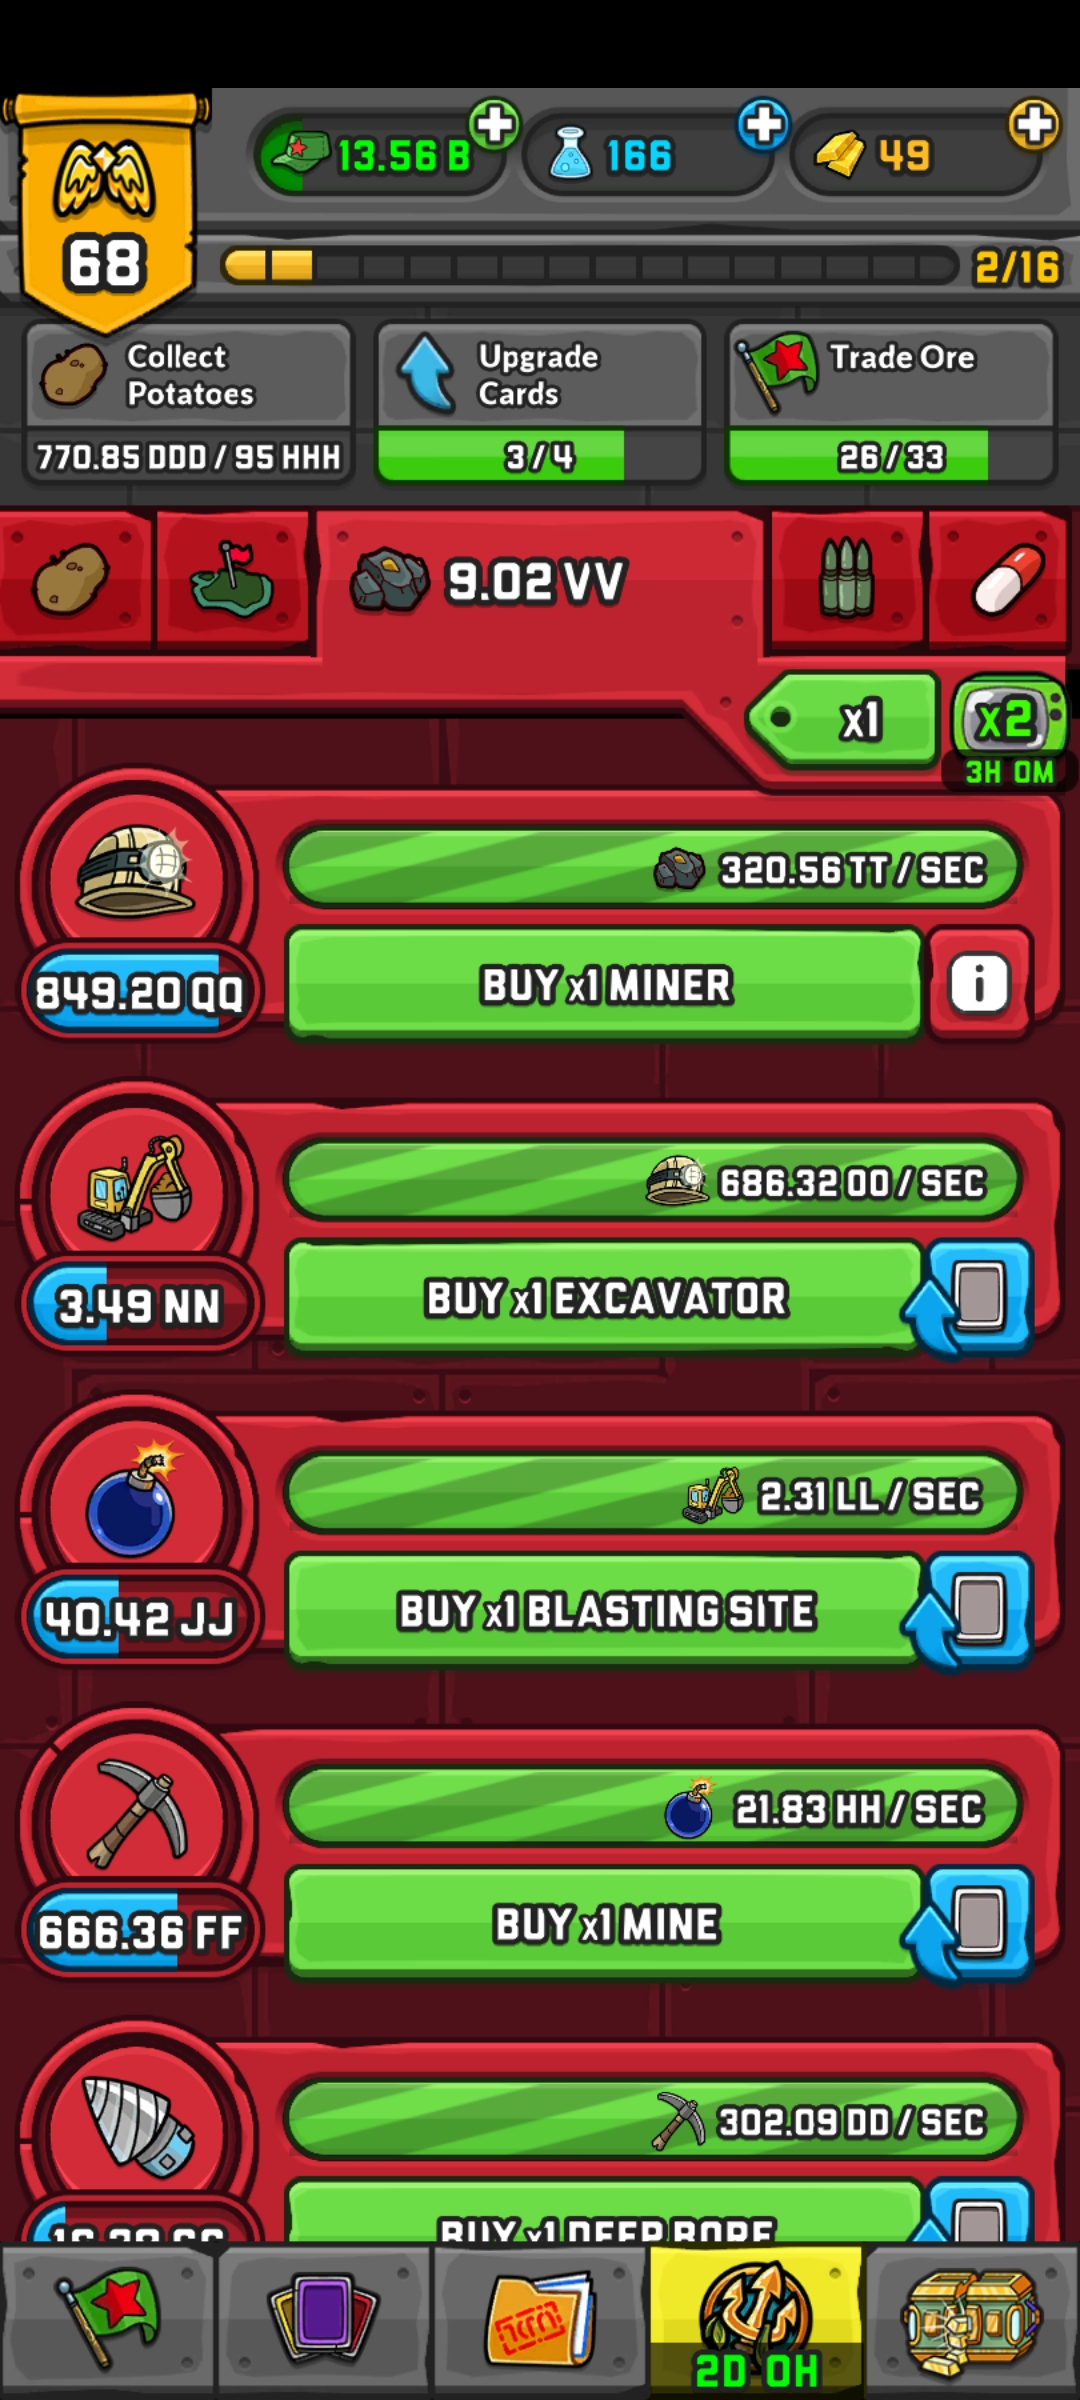 13.56 B
166
49
68
2/16
Collect
Potatoes
770.85 DDD / 95 HHH
Upgrade
Cards
3/4
Trade Ore
26/33
9.02 VV
x1
x2
3H 0M
320.56 TT / SEC
849.20 QQ
BUY x1 MINER
i
686.32 OO / SEC
3.49 NN
BUY x1 EXCAVATOR
2.31 LL / SEC
40.42 JJ
BUY x1 BLASTING SITE
21.83 HH / SEC
666.36 FF
BUY x1 MINE
302.09 DD / SEC
BUY x1 DEEP BORE
2D 0H